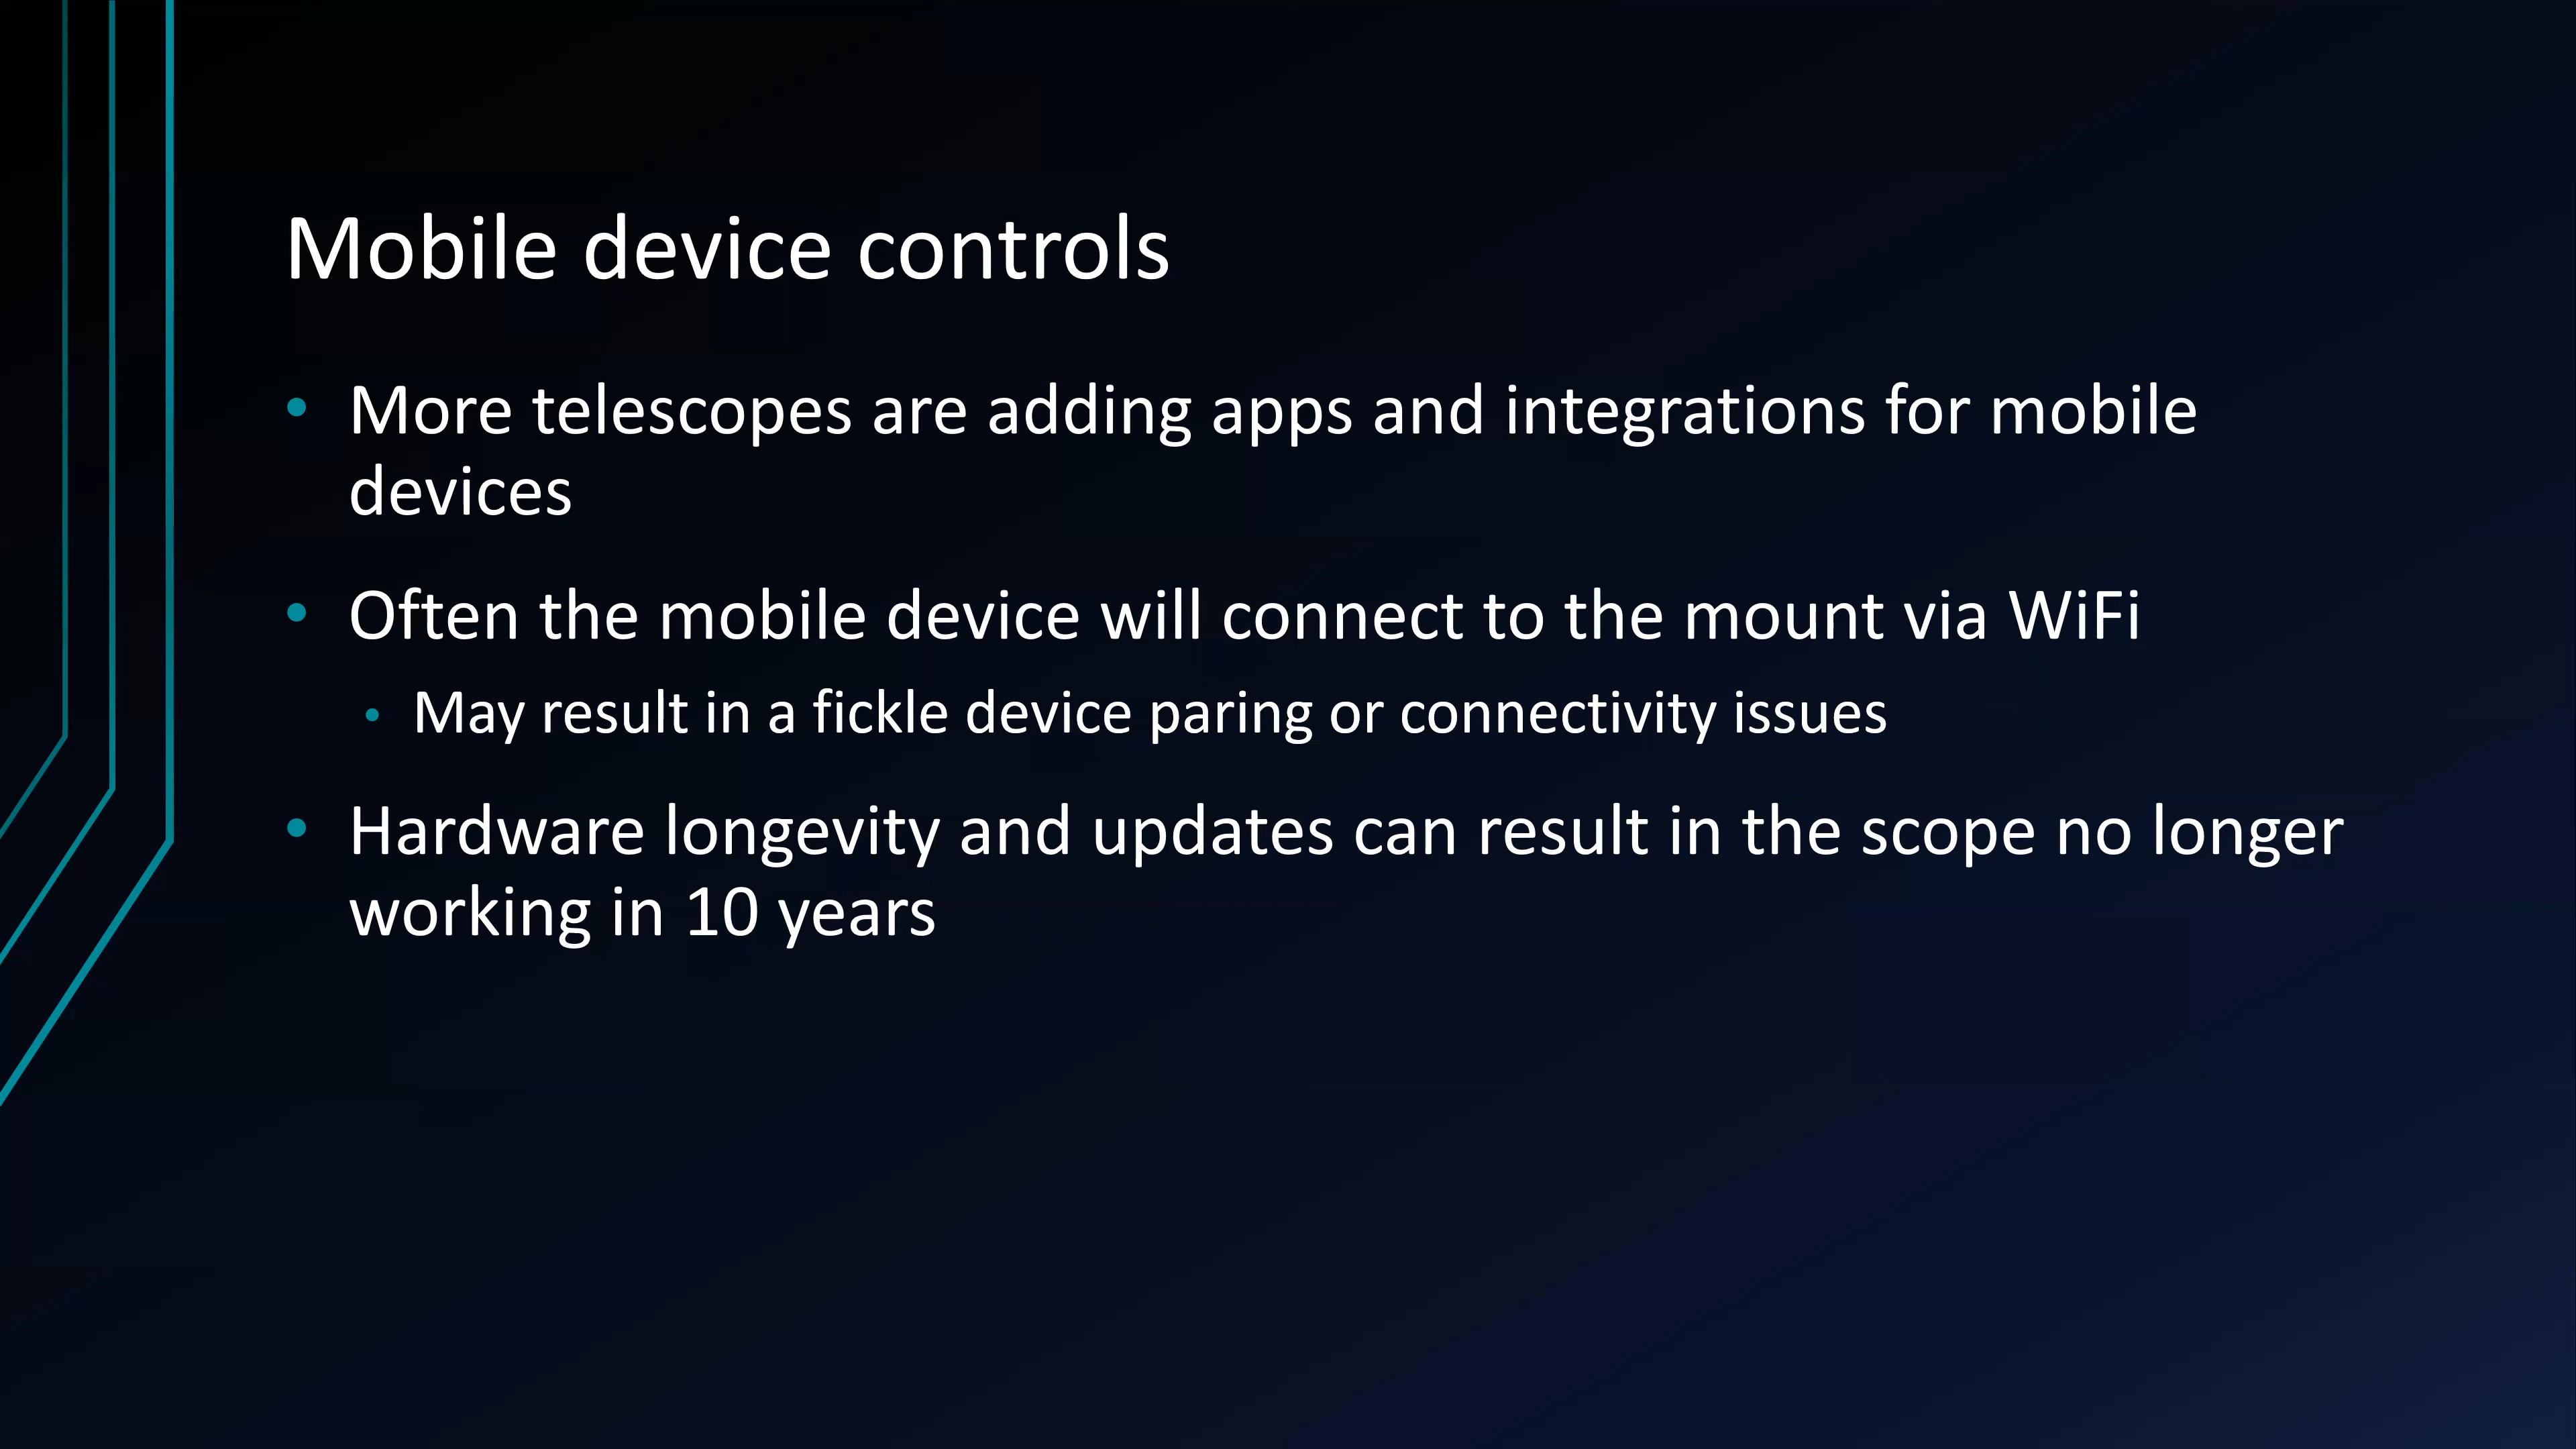 Mobile device controls
• More telescopes are adding apps and integrations for mobile
devices
• Often the mobile device will connect to the mount via WiFi
• May result in a fickle device paring or connectivity issues
• Hardware longevity and updates can result in the scope no longer
working in 10 years